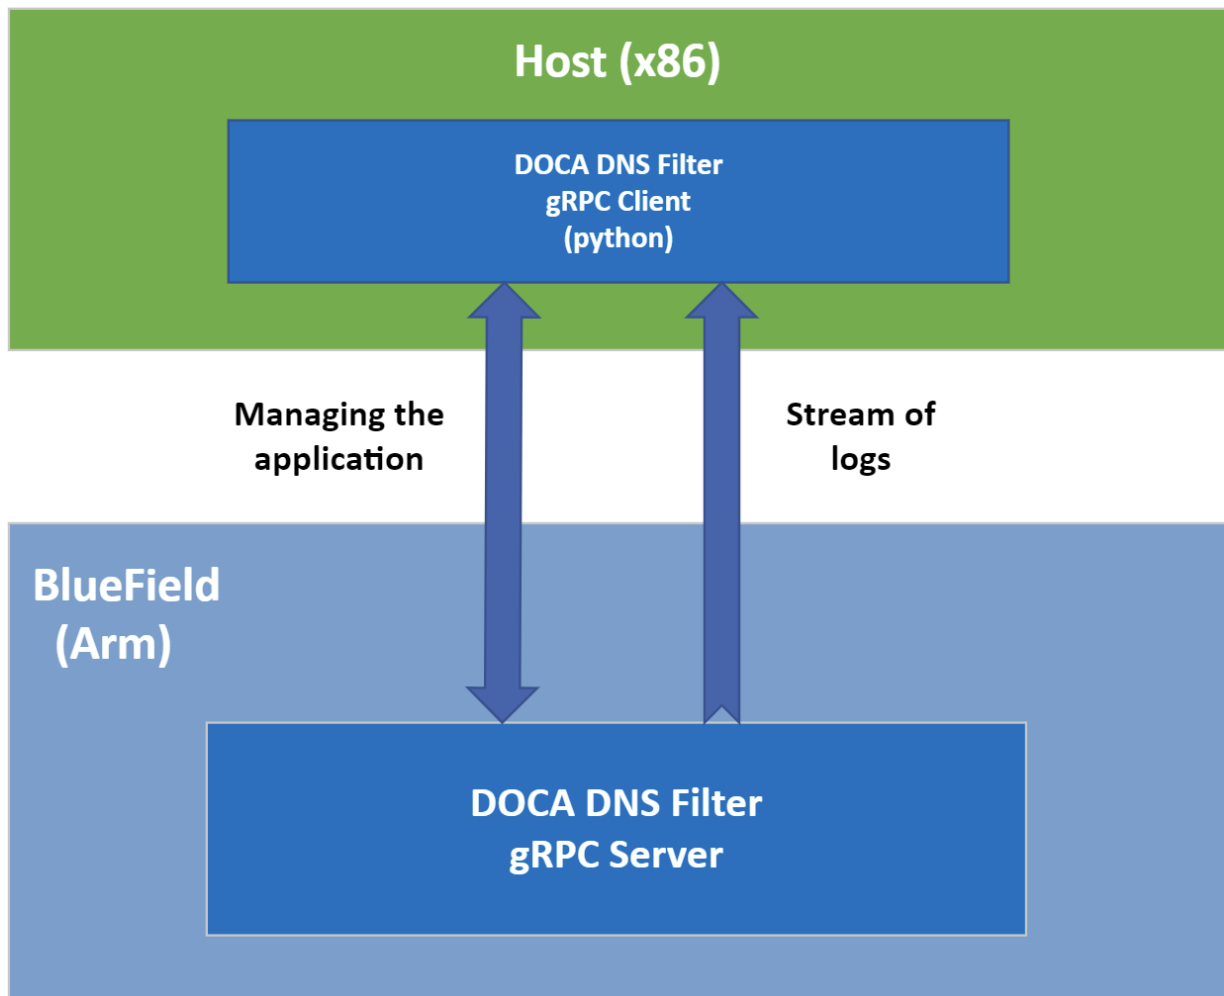 Host (x86)
DOCA DNS Filter
gRPC Client
(python)
Managing the
application
Stream of
logs
BlueField
(Arm)
DOCA DNS Filter
gRPC Server